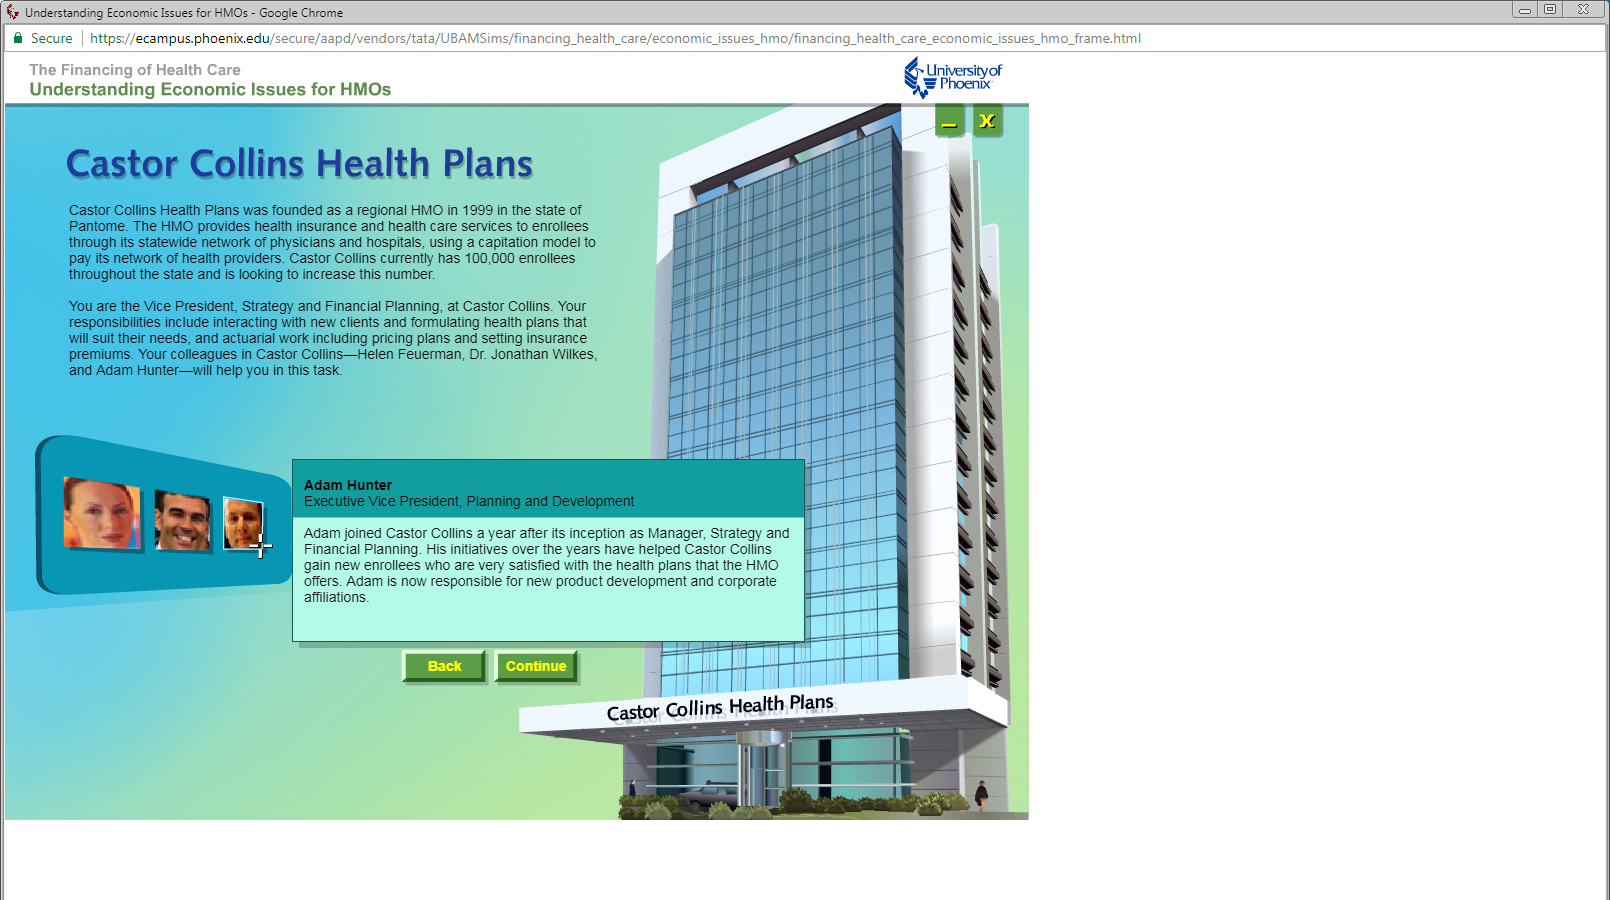 Understanding Economic Issues for HMOs - Google Chrome
Secure
https://ecampus.phoenix.edu/secure/aapd/vendors/tata/UBAMSims/financing_health_care/economic_issues_hmo/financing_health_care_economic_issues_hmo_frame.html
The Financing of Health Care
Understanding Economic Issues for HMOs
University of
Phoenix
X
Castor Collins Health Plans
Castor Collins Health Plans was founded as a regional HMO in 1999 in the state of
Pantome. The HMO provides health insurance and health care services to enrollees
through its statewide network of physicians and hospitals, using a capitation model to
pay its network of health providers. Castor Collins currently has 100,000 enrollees
throughout the state and is looking to increase this number.
You are the Vice President, Strategy and Financial Planning, at Castor Collins. Your
responsibilities include interacting with new clients and formulating health plans that
will suit their needs, and actuarial work including pricing plans and setting insurance
premiums. Your colleagues in Castor Collins—Helen Feuerman, Dr. Jonathan Wilkes,
and Adam Hunter—will help you in this task.
Adam Hunter
Executive Vice President, Planning and Development
Adam joined Castor Collins a year after its inception as Manager, Strategy and
Financial Planning. His initiatives over the years have helped Castor Collins
gain new enrollees who are very satisfied with the health plans that the HMO
offers. Adam is now responsible for new product development and corporate
affiliations.
Back
Continue
Castor Collins Health Plans